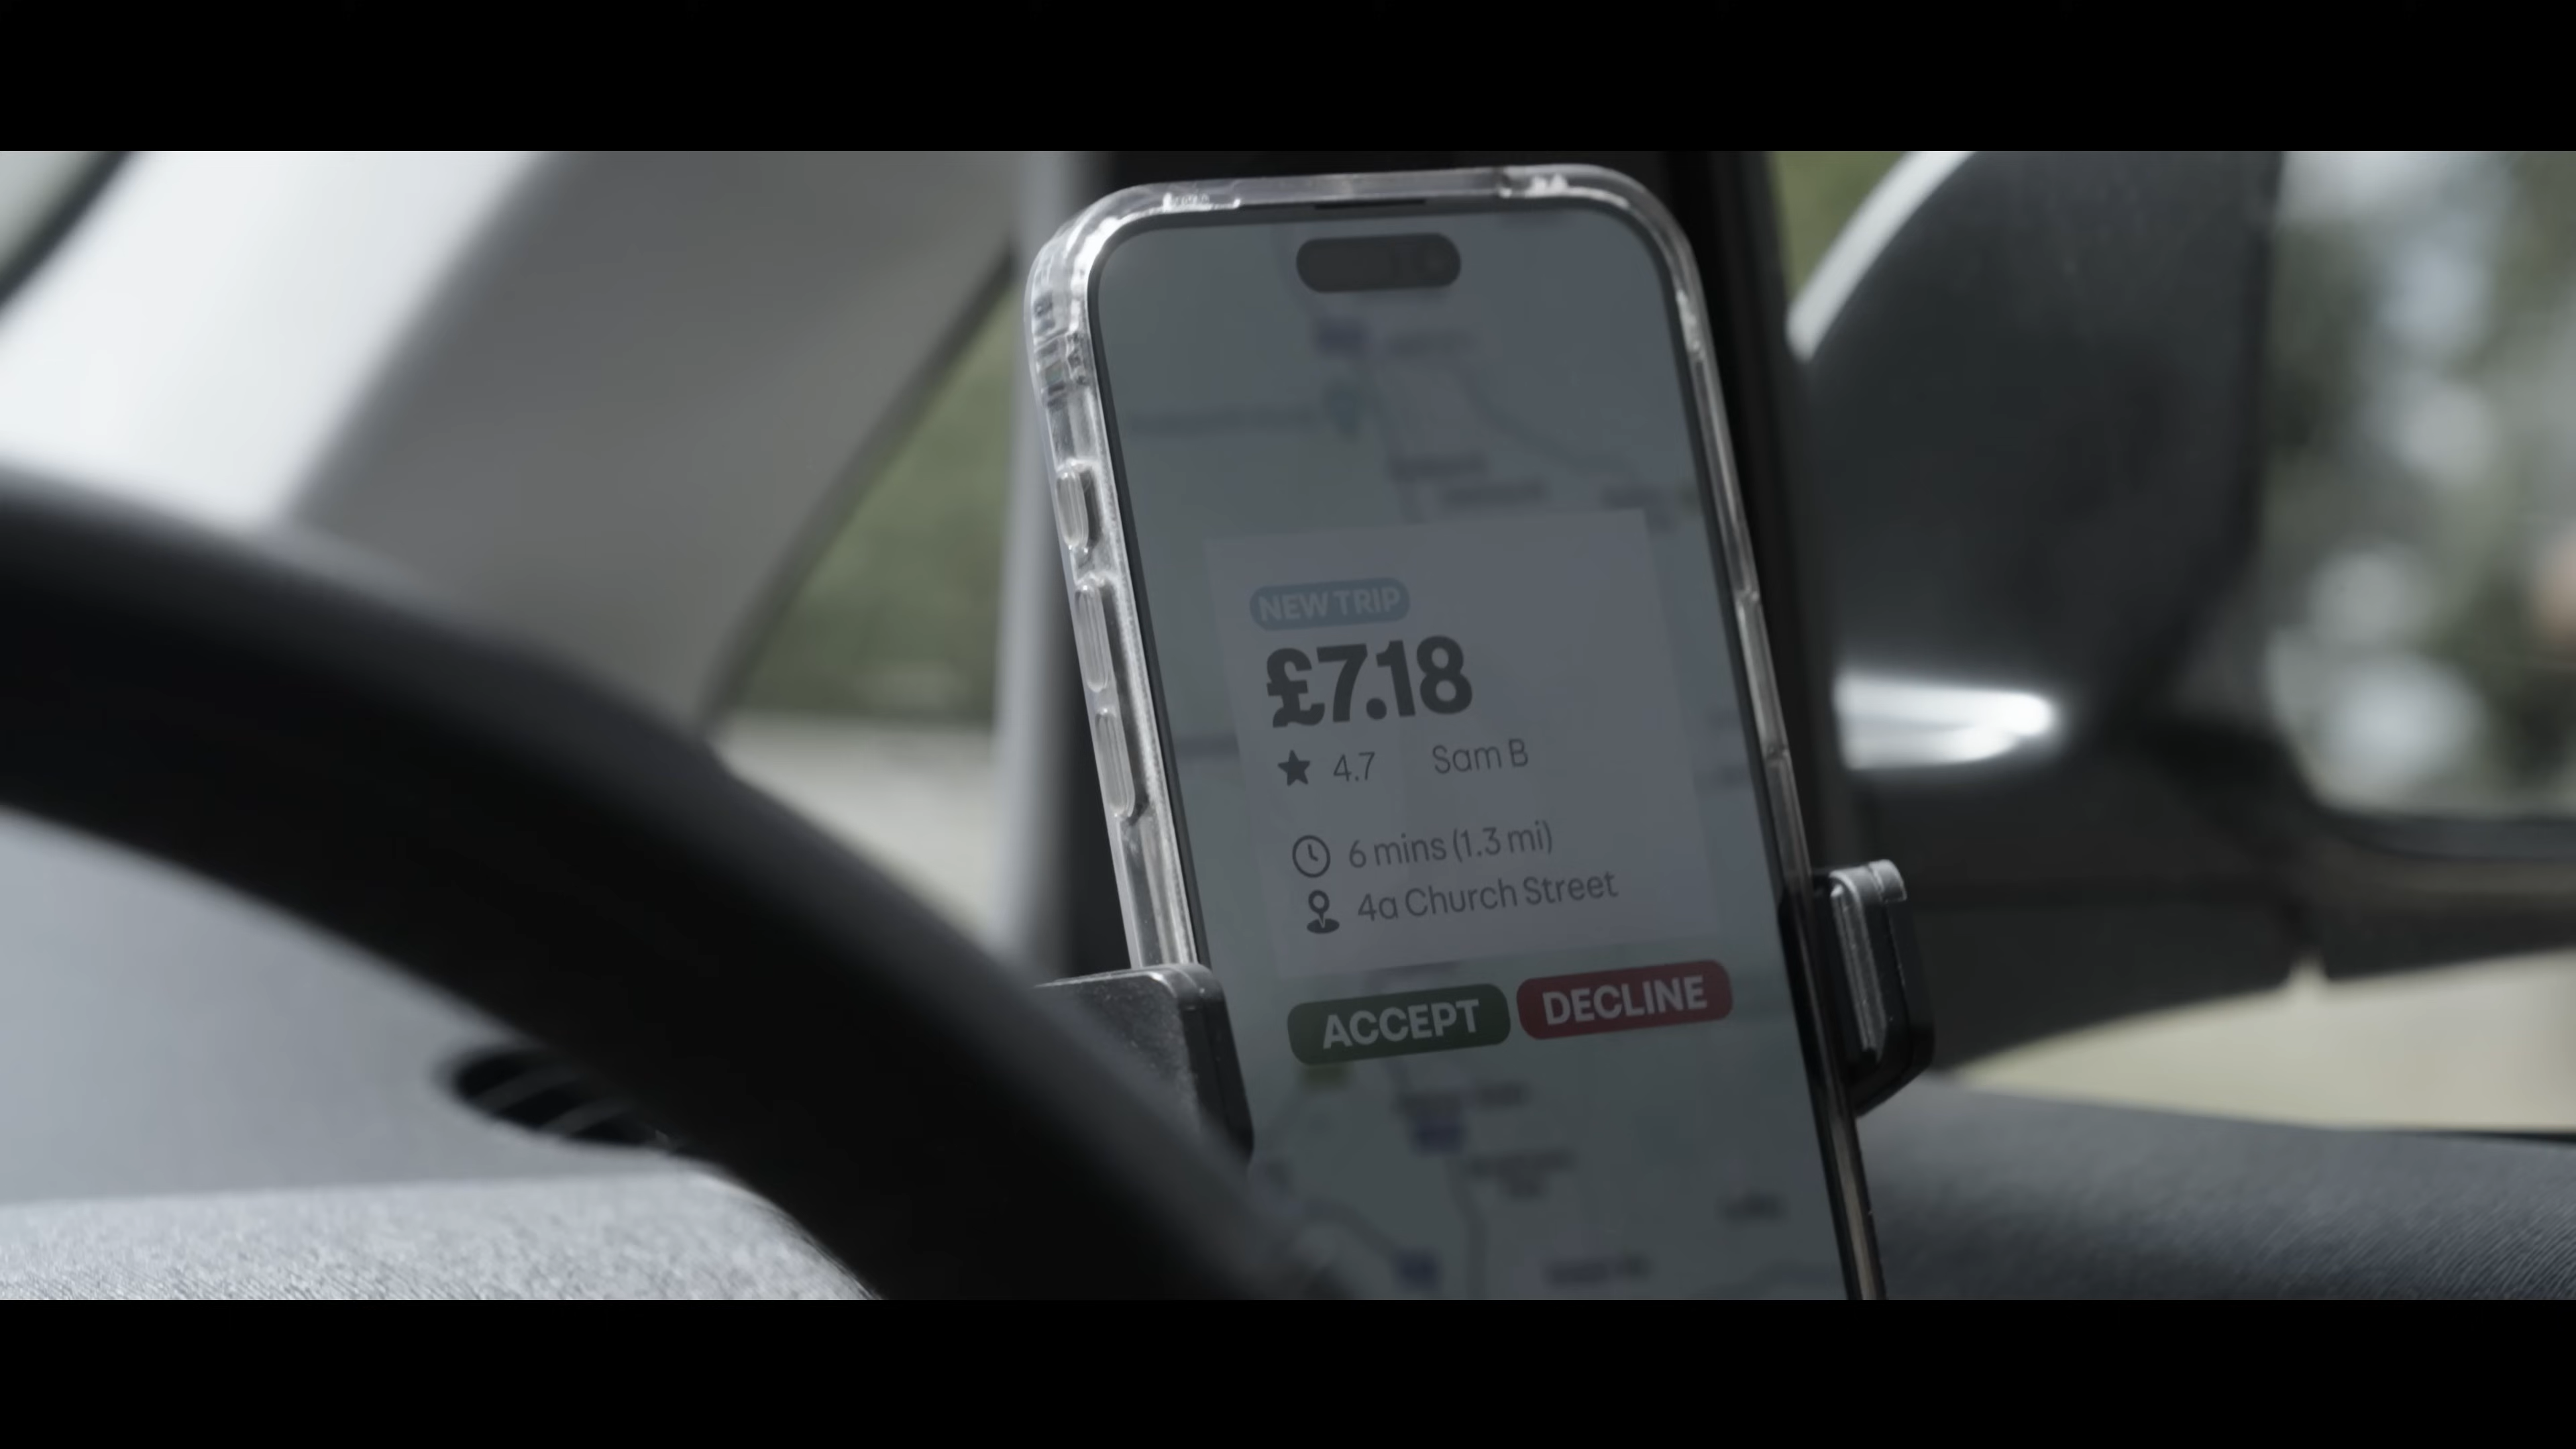 NEW TRIP
£7.18
4.7 Sam B
6 mins (1.3 mi)
4a Church Street
ACCEPT DECLINE